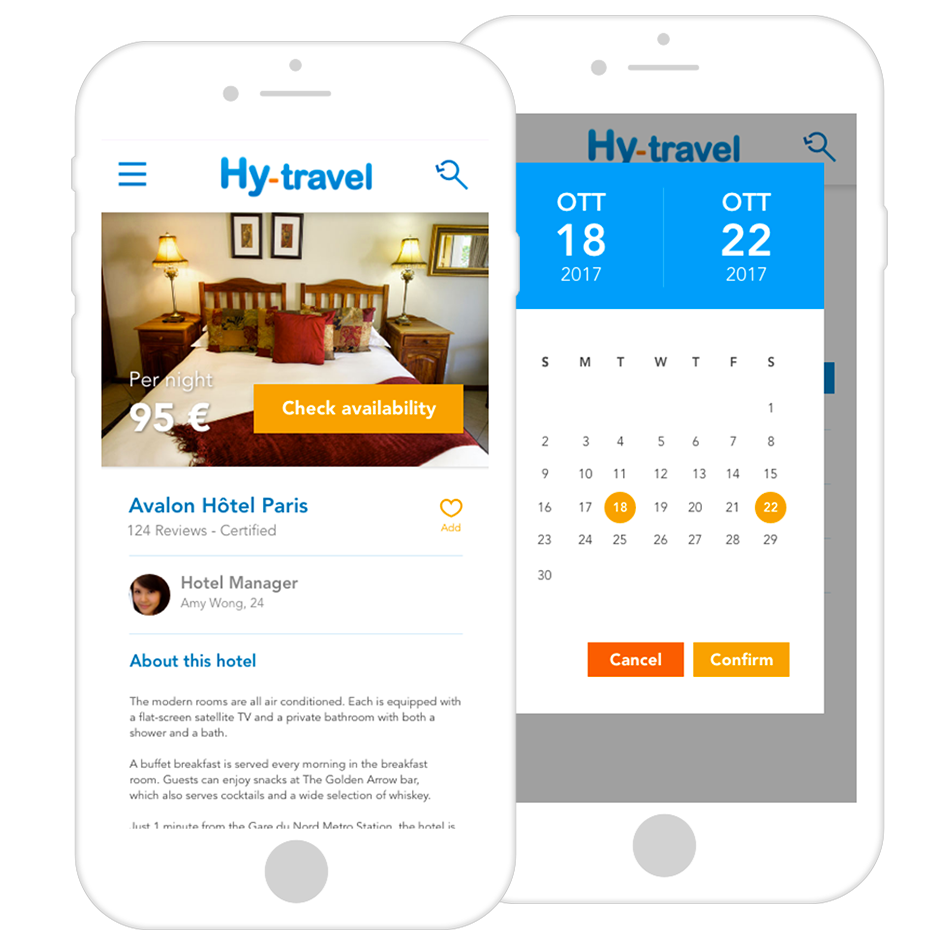 Hy-travel
Per night
95 €
Check availability
Avalon Hôtel Paris
124 Reviews - Certified
Add
Hotel Manager
Amy Wong, 24
About this hotel
The modern rooms are all air conditioned. Each is equipped with
a flat-screen satellite TV and a private bathroom with both a
shower and a bath.
A buffet breakfast is served every morning in the breakfast
room. Guests can enjoy snacks at The Golden Arrow bar,
which also serves cocktails and a wide selection of whiskey.
Just 1 minute from the Gare du Nord Metro Station, the hotel is
Hy-travel
OTT OTT
18 22
2017 2017
S M T W T F S
1
2 3 4 5 6 7 8
9 10 11 12 13 14 15
16 17 18 19 20 21 22
23 24 25 26 27 28 29
30
Cancel Confirm